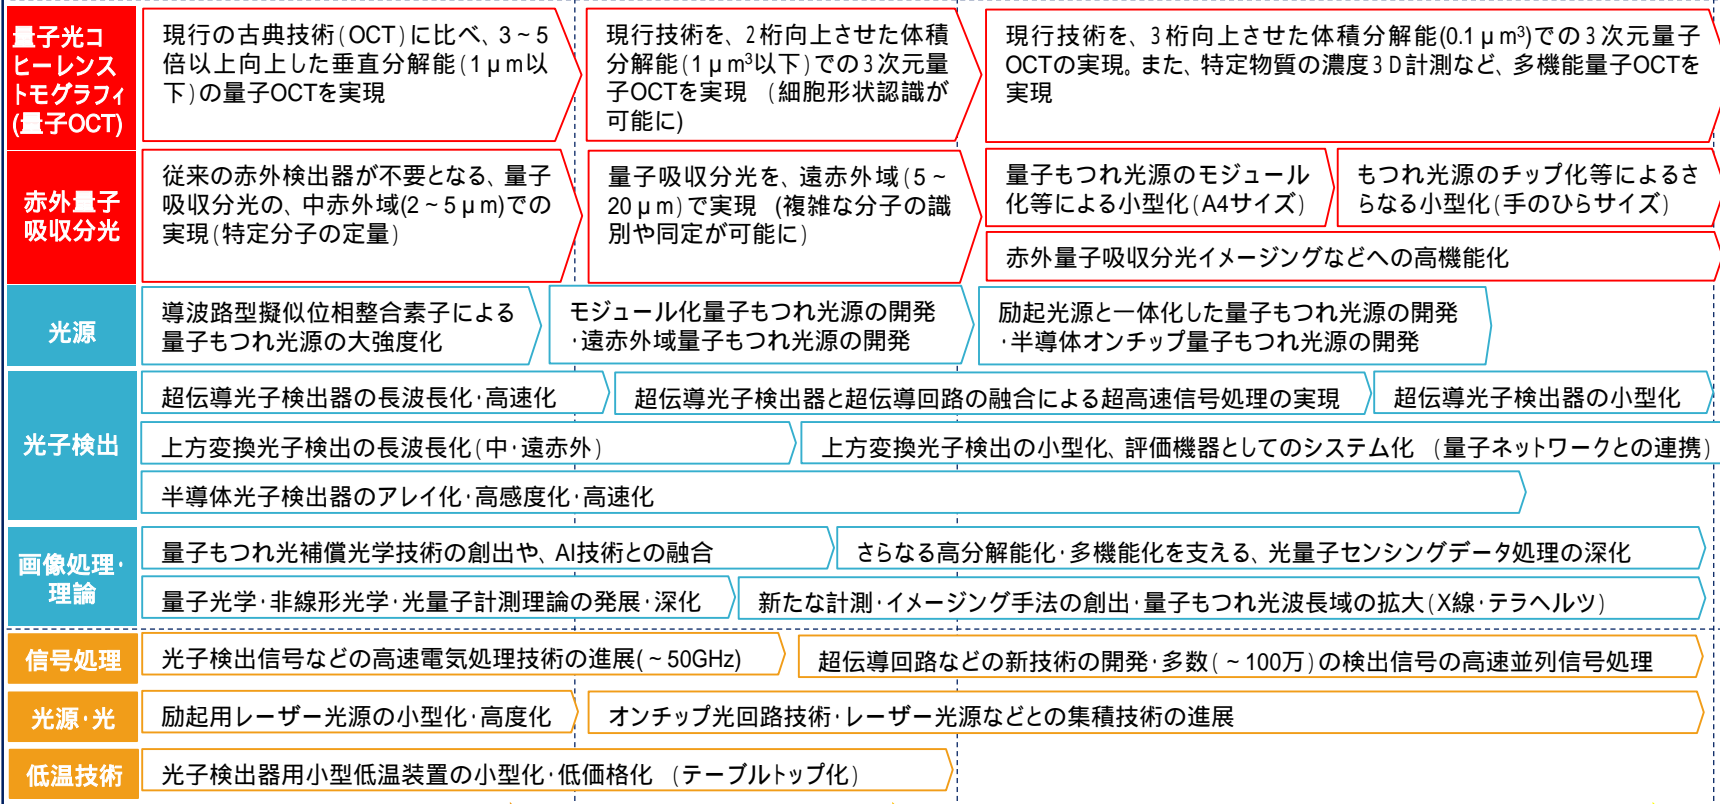 量子光コ
ヒーレンス
トモグラフィ
(量子OCT)
現行の古典技術(OCT)に比べ、3~5
倍以上向上した垂直分解能(1μm以
下)の量子OCTを実現
現行技術を、2桁向上させた体積
分解能(1μm³以下)での3次元量
子OCTを実現 (細胞形状認識が
可能に)
現行技術を、3桁向上させた体積分解能(0.1μm³)での3次元量子
OCTの実現。また、特定物質の濃度3D計測など、多機能量子OCTを
実現
赤外量子
吸収分光
従来の赤外検出器が不要となる、量子
吸収分光の、中赤外域(2~5μm)での
実現(特定分子の定量)
量子吸収分光を、遠赤外域(5~
20μm)で実現 (複雑な分子の識
別や同定が可能に)
量子もつれ光源のモジュール
化等による小型化(A4サイズ)
もつれ光源のチップ化等によるさ
らなる小型化(手のひらサイズ)
赤外量子吸収分光イメージングなどへの高機能化
光源
導波路型擬似位相整合素子による
量子もつれ光源の大強度化
モジュール化量子もつれ光源の開発
・遠赤外域量子もつれ光源の開発
励起光源と一体化した量子もつれ光源の開発
・半導体オンチップ量子もつれ光源の開発
光子検出
超伝導光子検出器の長波長化・高速化
超伝導光子検出器と超伝導回路の融合による超高速信号処理の実現
超伝導光子検出器の小型化
上方変換光子検出の長波長化(中・遠赤外)
上方変換光子検出の小型化、評価機器としてのシステム化 (量子ネットワークとの連携)
半導体光子検出器のアレイ化・高感度化・高速化
画像処理・
理論
量子もつれ光補償光学技術の創出や、AI技術との融合
さらなる高分解能化・多機能化を支える、光量子センシングデータ処理の深化
量子光学・非線形光学・光量子計測理論の発展・深化
新たな計測・イメージング手法の創出・量子もつれ光波長域の拡大(X線・テラヘルツ)
信号処理
光子検出信号などの高速電気処理技術の進展(~50GHz)
超伝導回路などの新技術の開発・多数(~100万)の検出信号の高速並列信号処理
光源・光
励起用レーザー光源の小型化・高度化
オンチップ光回路技術・レーザー光源などとの集積技術の進展
低温技術
光子検出器用小型低温装置の小型化・低価格化 (テーブルトップ化)